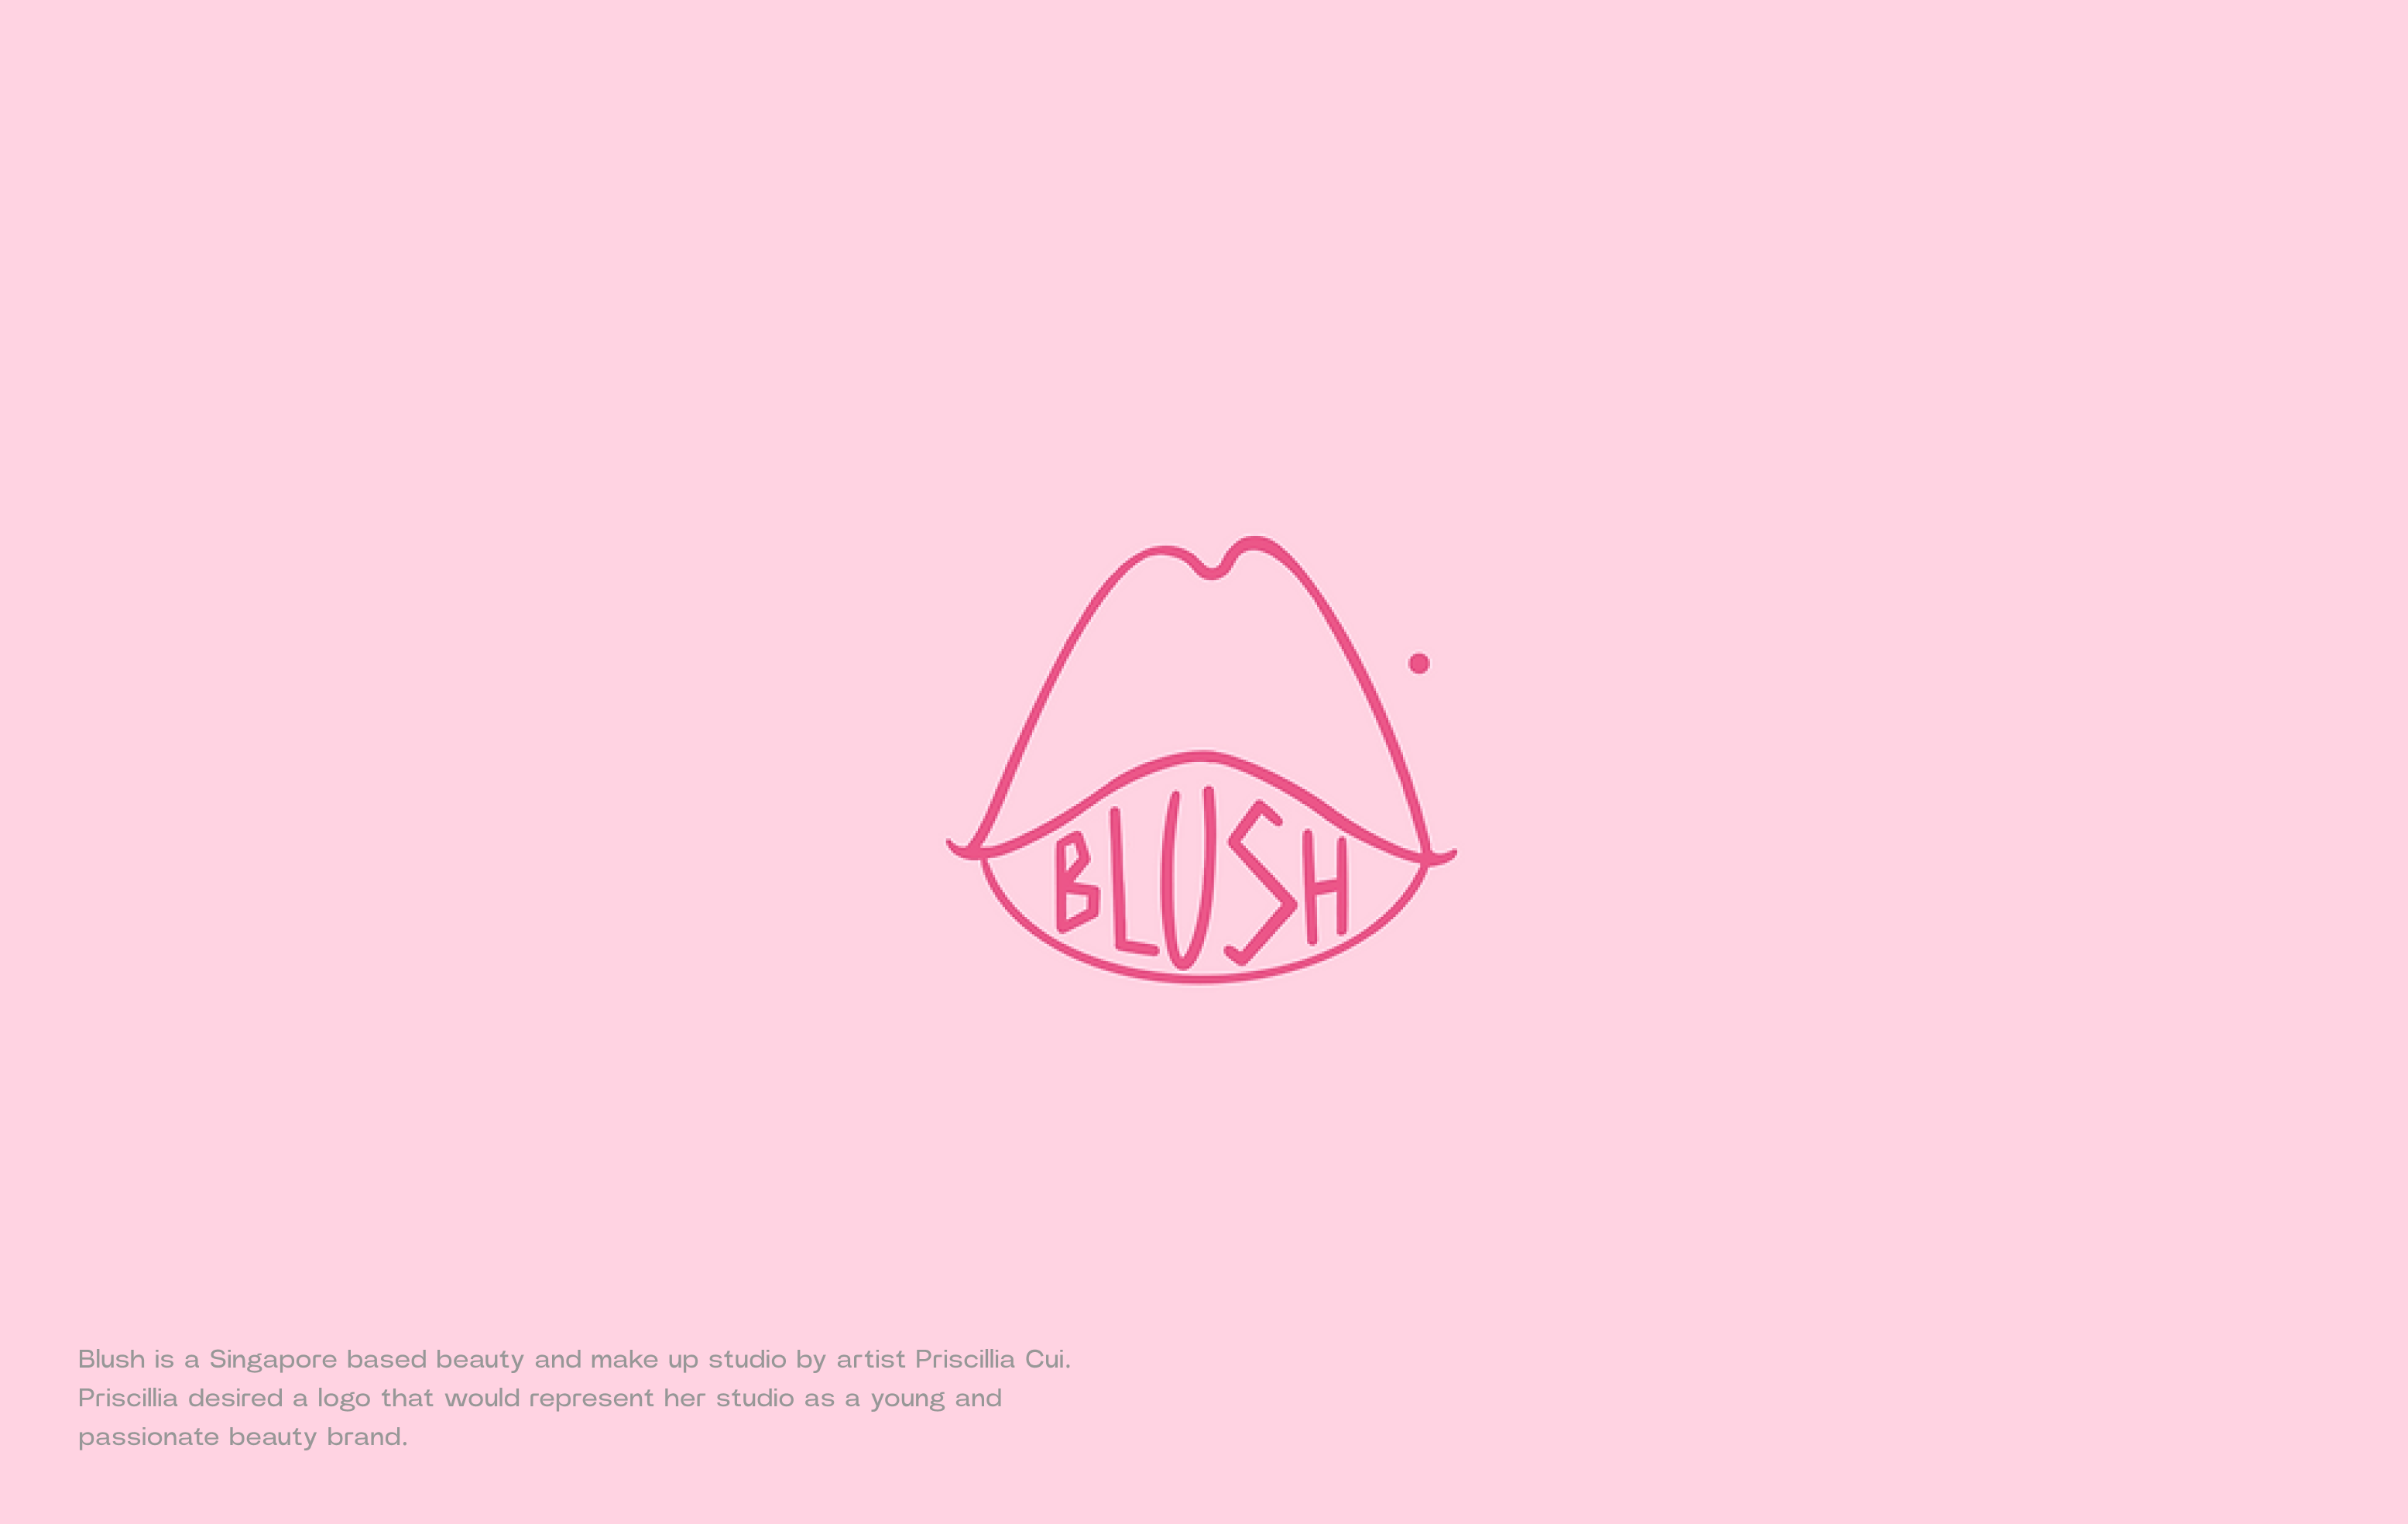 BLUSH
Blush is a Singapore based beauty and make up studio by artist Priscillia Cui.
Priscillia desired a logo that would represent her studio as a young and
passionate beauty brand.